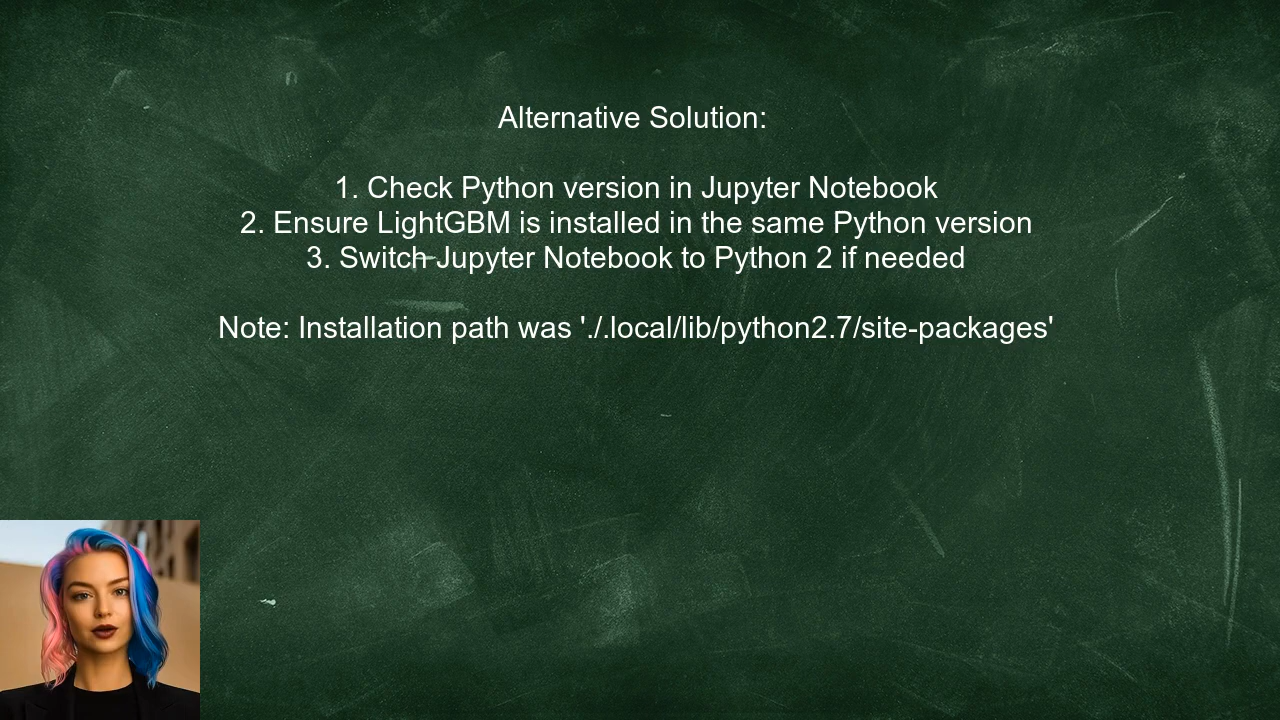 Alternative Solution:
1. Check Python version in Jupyter Notebook
2. Ensure LightGBM is installed in the same Python version
3. Switch Jupyter Notebook to Python 2 if needed
Note: Installation path was './.local/lib/python2.7/site-packages'